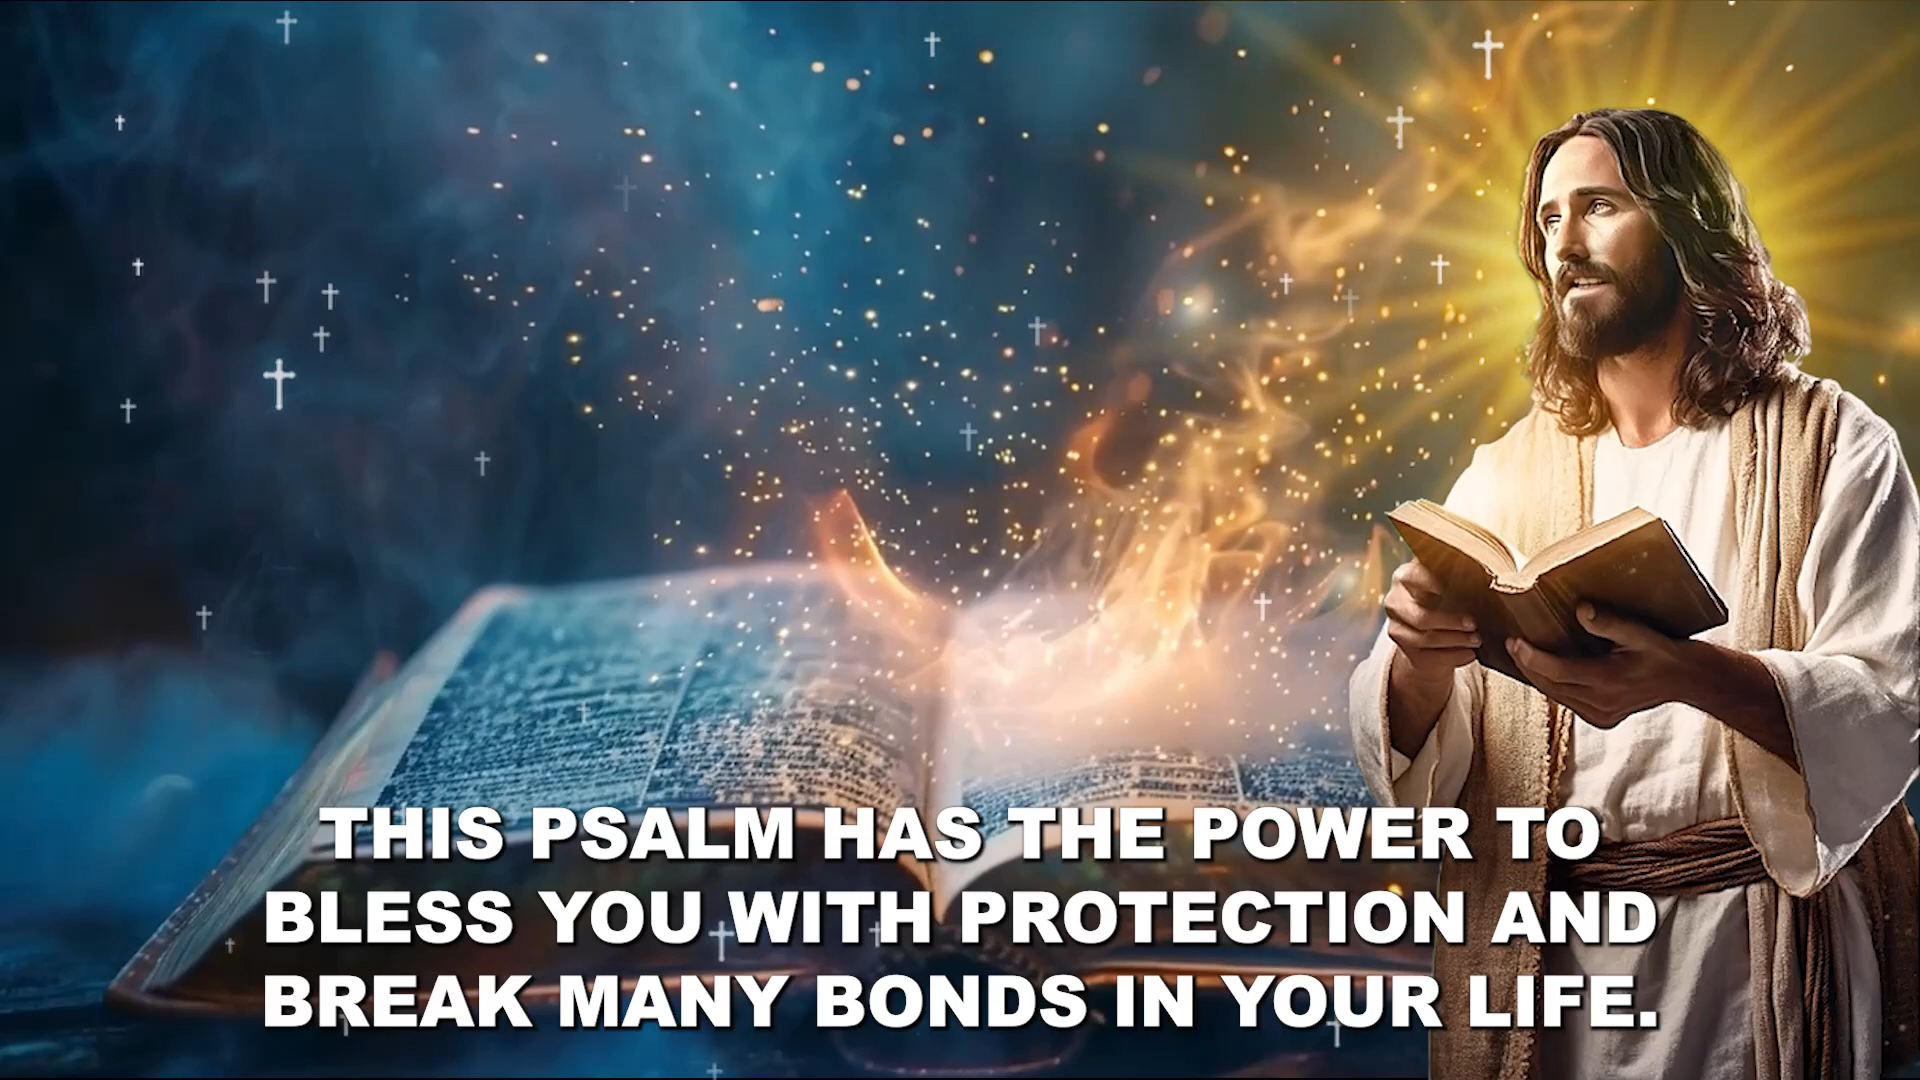 THIS PSALM HAS THE POWER TO
BLESS YOU WITH PROTECTION AND
BREAK MANY BONDS IN YOUR LIFE.